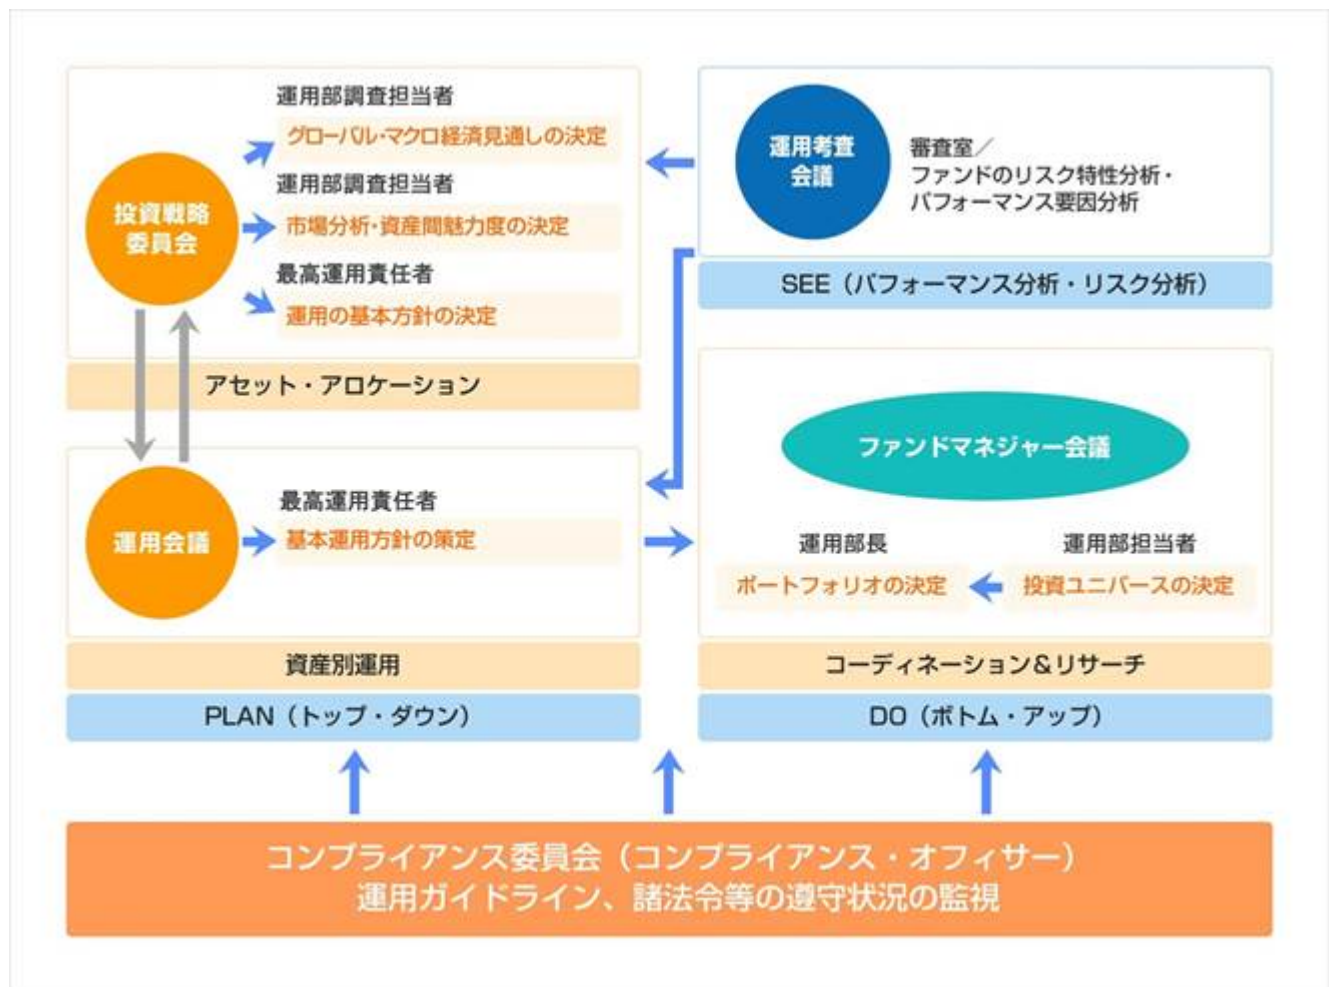 運用部調査担当者
グローバル・マクロ経済見通しの決定
投資戦略
委員会
運用部調査担当者
市場分析・資産間魅力度の決定
最高運用責任者
運用の基本方針の決定
アセット・アロケーション
運用考査
会議
審査室／
ファンドのリスク特性分析・
パフォーマンス要因分析
SEE（パフォーマンス分析・リスク分析）
運用会議
最高運用責任者
基本運用方針の策定
資産別運用
PLAN（トップ・ダウン）
ファンドマネジャー会議
運用部長
ポートフォリオの決定
運用部担当者
投資ユニバースの決定
コーディネーション＆リサーチ
DO（ボトム・アップ）
コンプライアンス委員会（コンプライアンス・オフィサー）
運用ガイドライン、諸法令等の遵守状況の監視